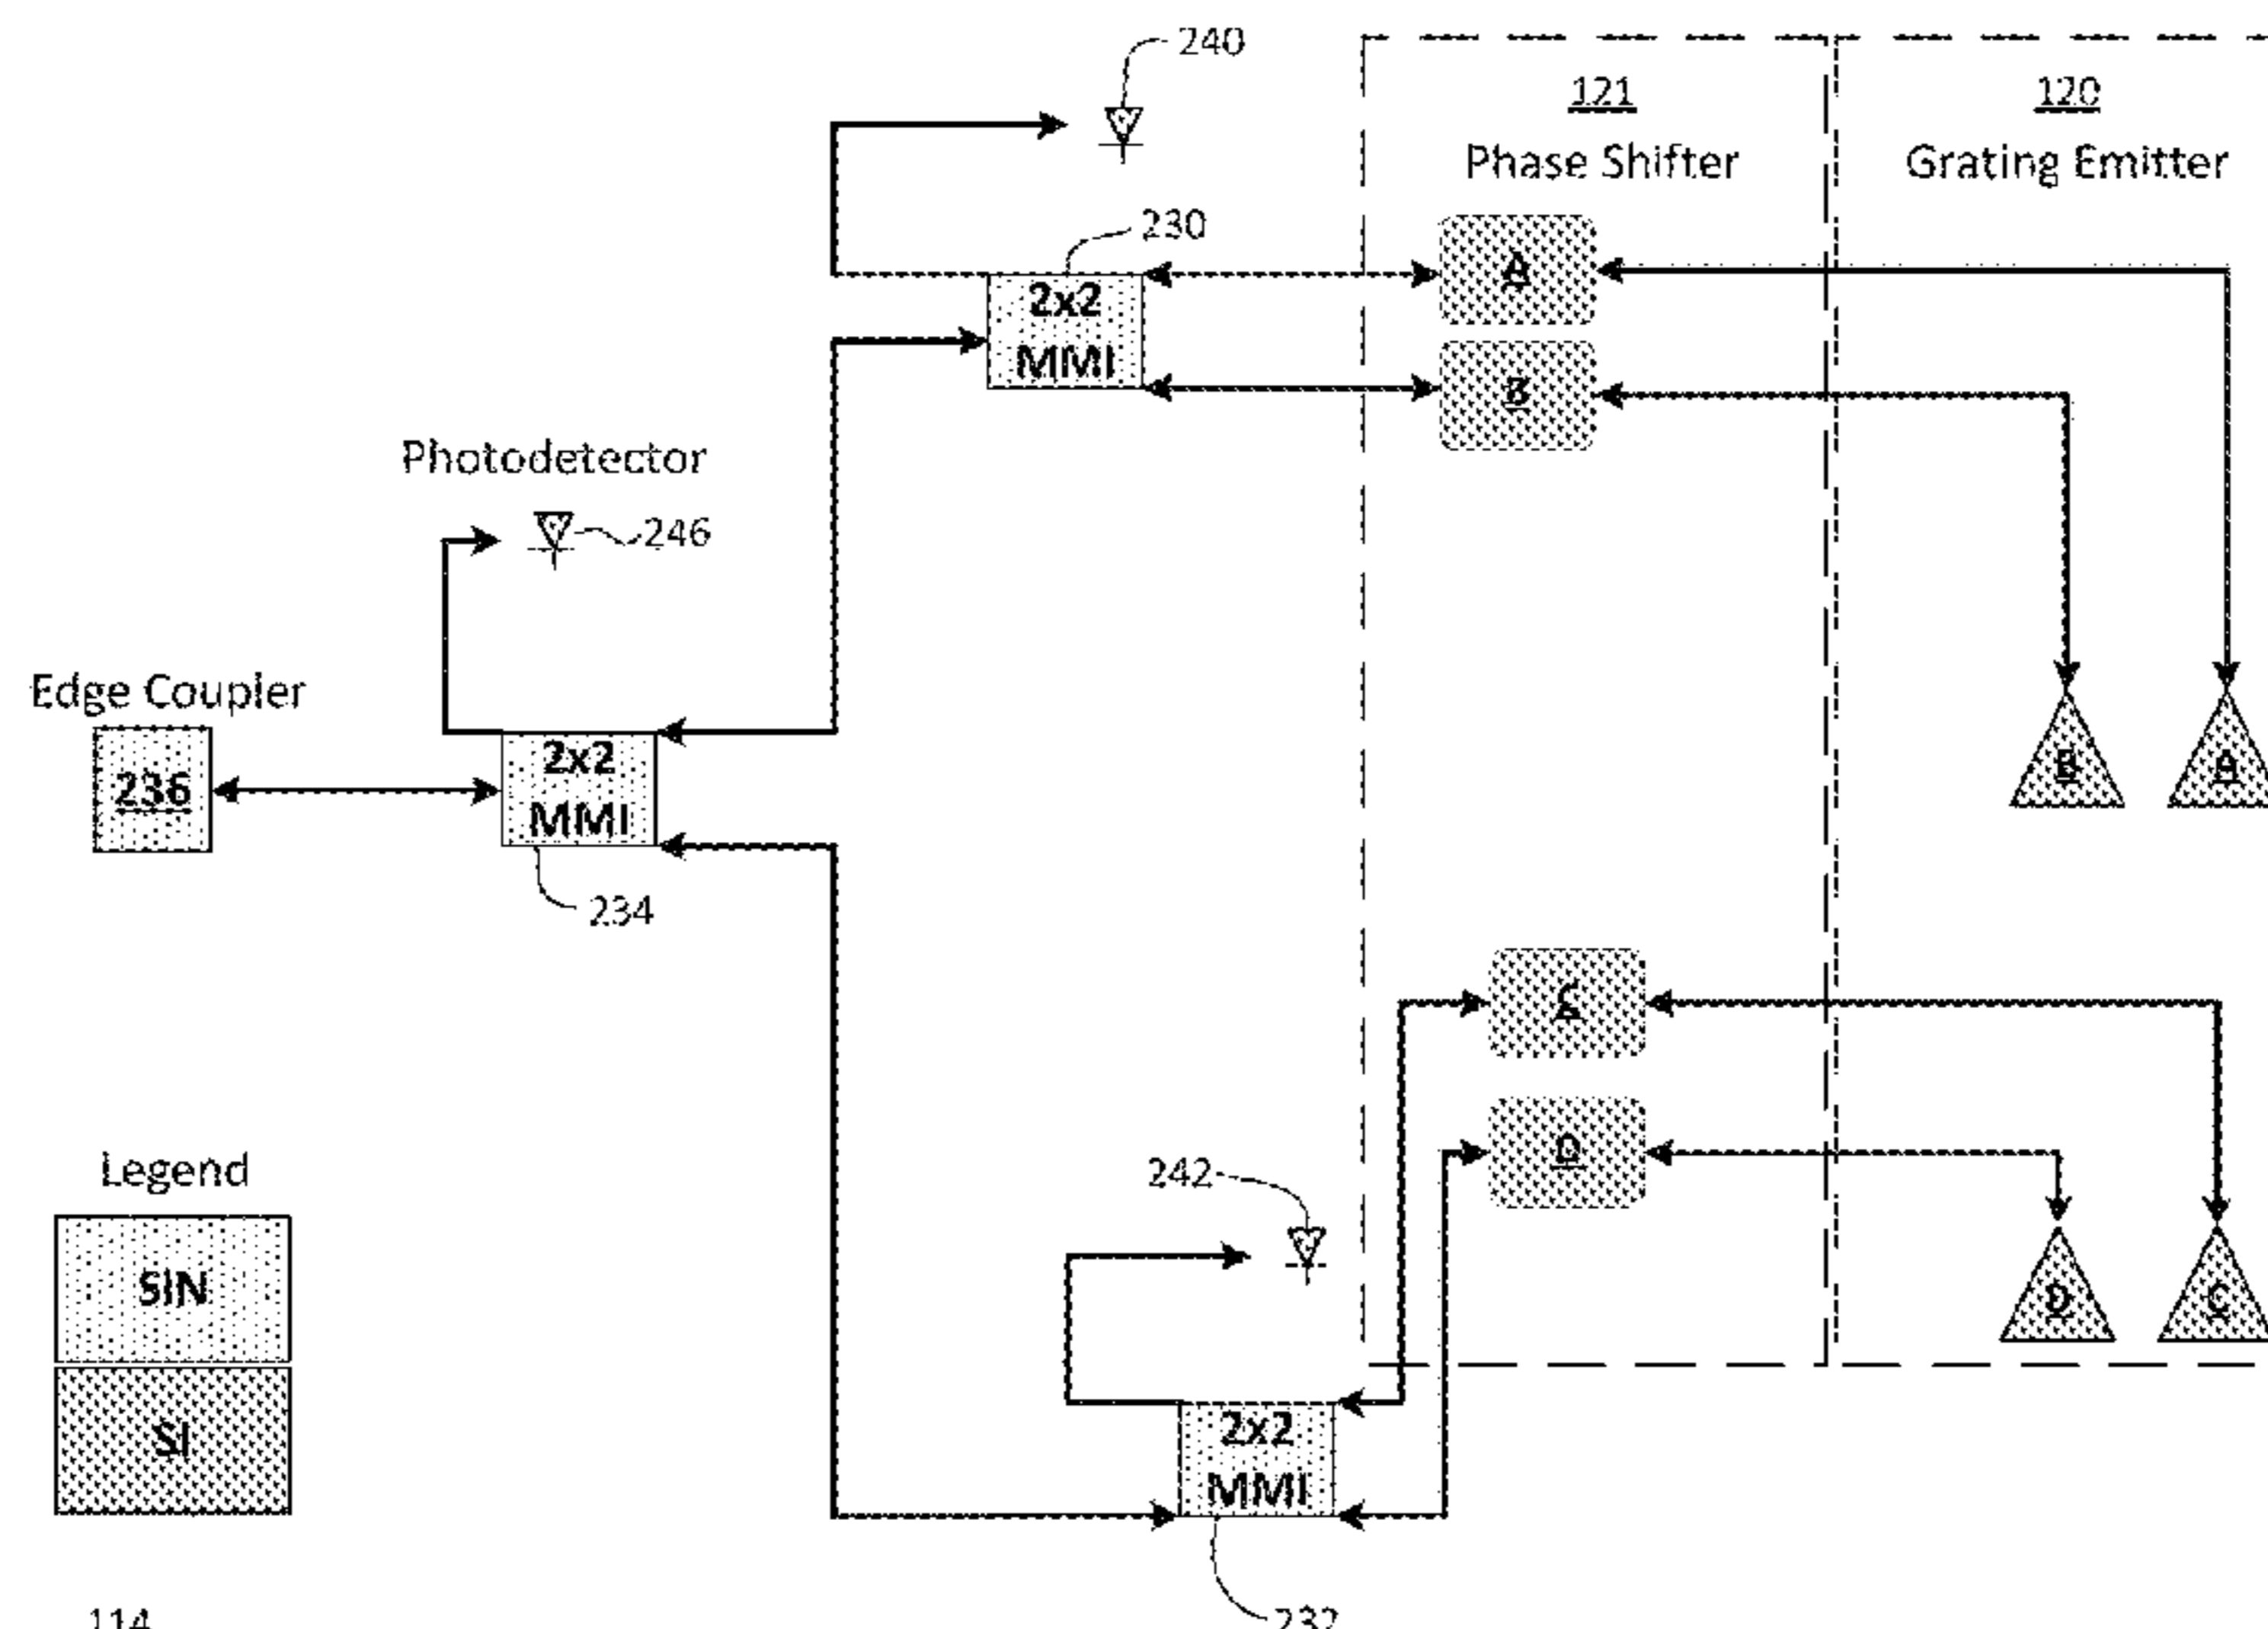 240
121
Phase Shifter
120
Grating Emitter
230
2x2
MMI
A
B
Photodetector
246
Edge Coupler
236
2x2
MMI
234
B
A
C
D
242
D
C
Legend
SIN
SI
2x2
MMI
232
114